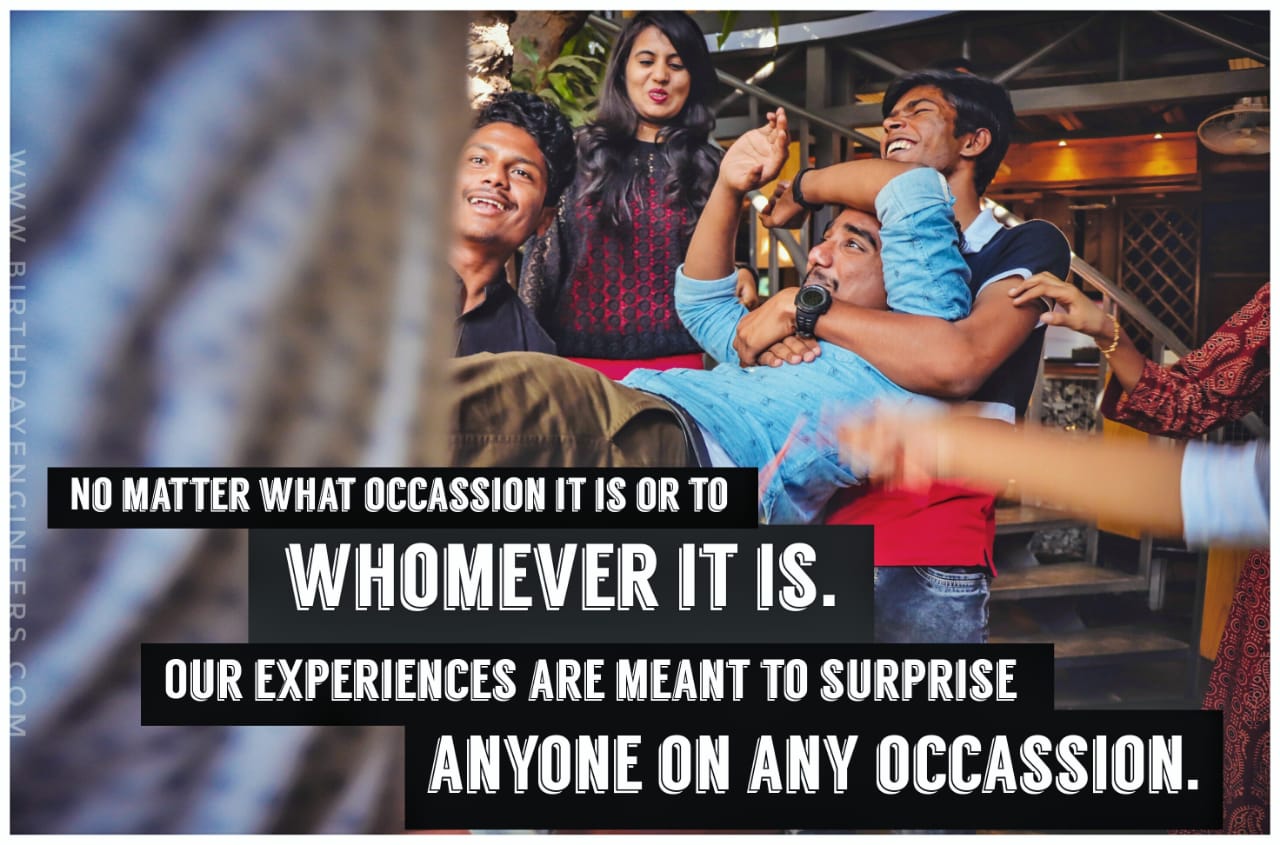 WWW.BIRTHDAYENGINEERS.COM
NO MATTER WHAT OCCASSION IT IS OR TO
WHOMEVER IT IS.
OUR EXPERIENCES ARE MEANT TO SURPRISE
ANYONE ON ANY OCCASSION.